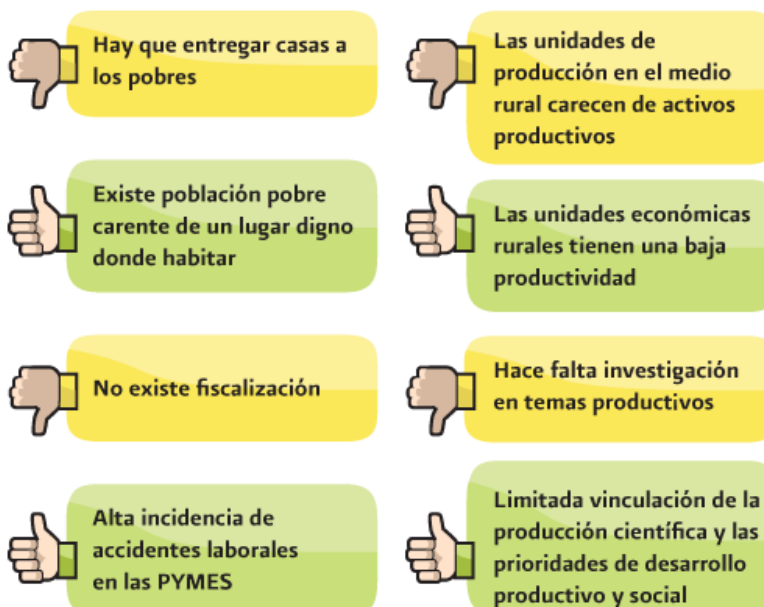 Hay que entregar casas a
los pobres
Existe población pobre
carente de un lugar digno
donde habitar
No existe fiscalización
Alta incidencia de
accidentes laborales
en las PYMES
Las unidades de
producción en el medio
rural carecen de activos
productivos
Las unidades económicas
rurales tienen una baja
productividad
Hace falta investigación
en temas productivos
Limitada vinculación de la
producción científica y las
prioridades de desarrollo
productivo y social